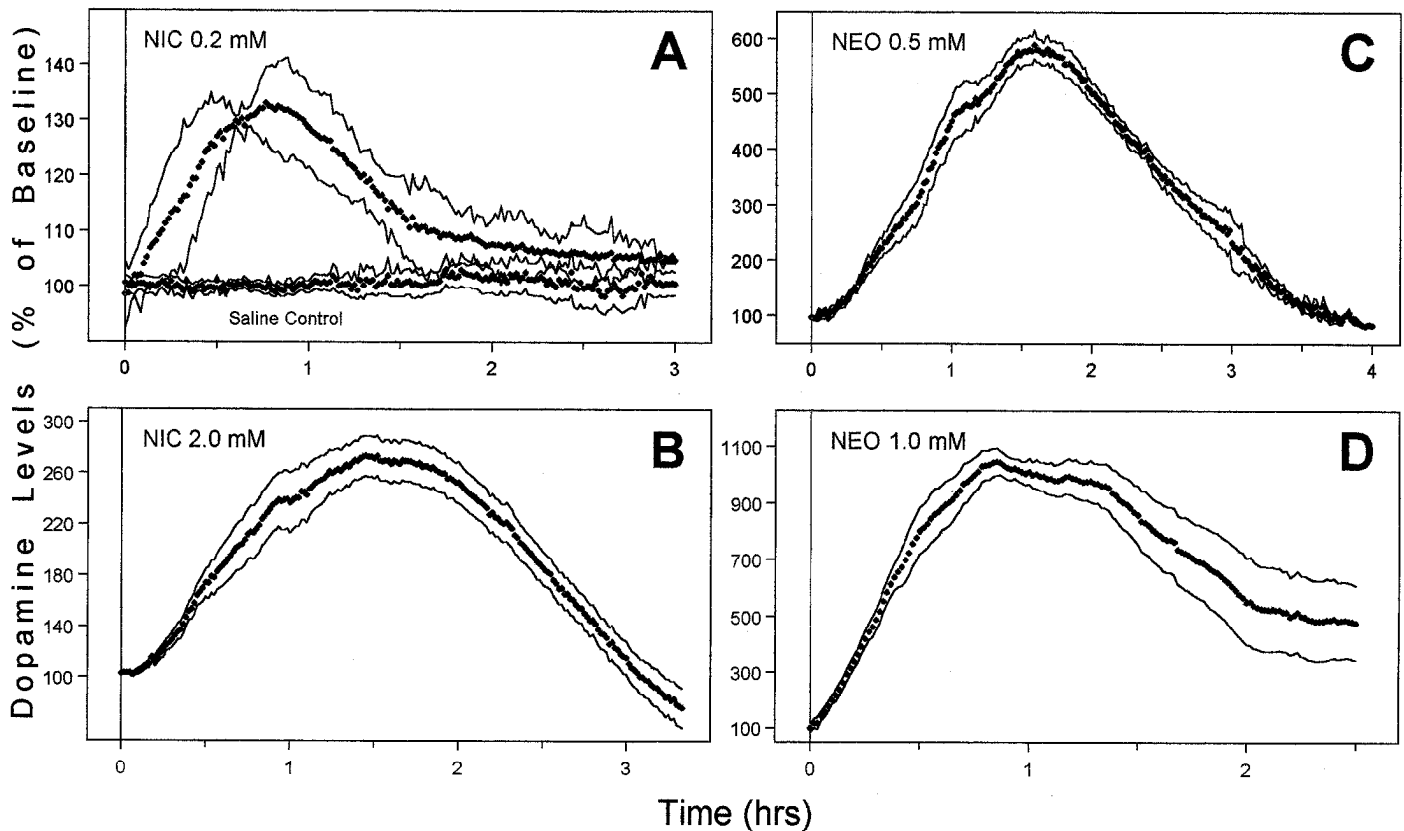 Dopamine Levels (% of Baseline)
NIC 0.2 mM
A
140
130
120
110
100
Saline Control
0 1 2 3
NEO 0.5 mM
C
600
500
400
300
200
100
0 1 2 3 4
NIC 2.0 mM
B
300
260
220
180
140
100
0 1 2 3
NEO 1.0 mM
D
1100
900
700
500
300
100
0 1 2
Time (hrs)